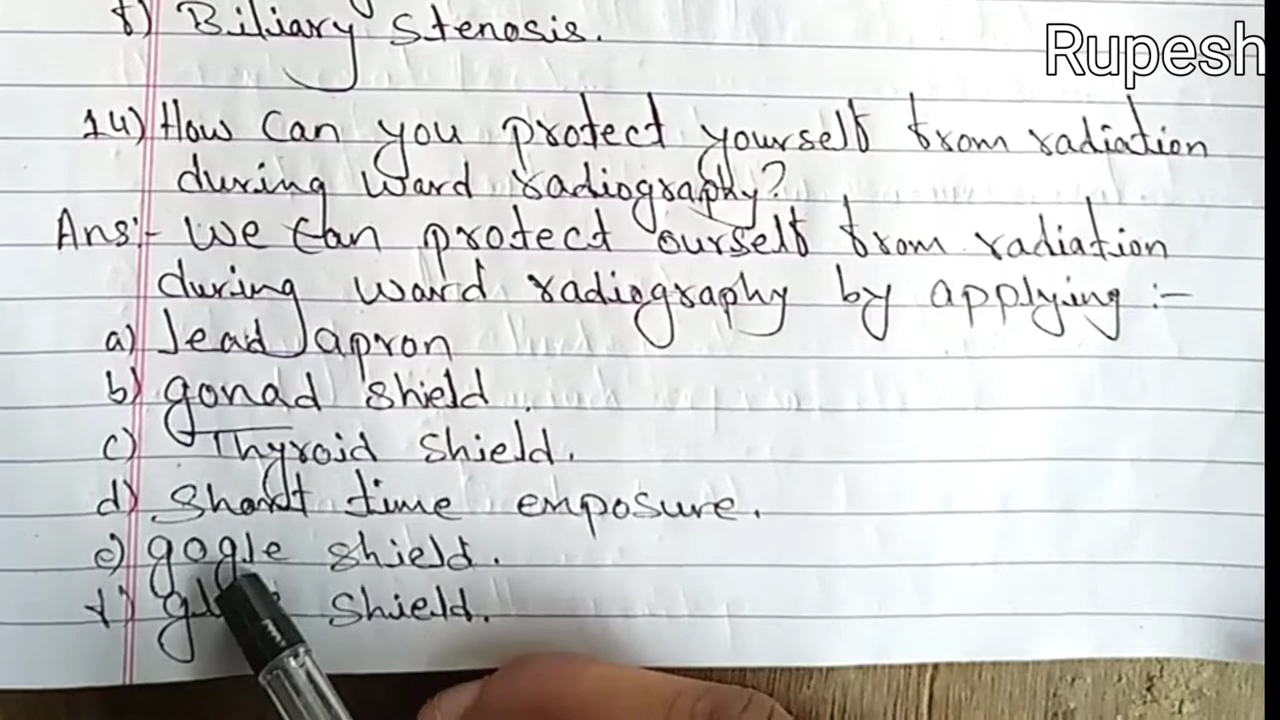 f) Biliary stenosis.
Rupesh
14) How can you protect yourself from radiation
during ward radiography?
Ans:- We can protect ourself from radiation
during ward radiography by applying :-
a) lead apron
b) gonad shield.
c) Thyroid shield.
d) Short time emposure.
e) gogle shield.
f) shield.